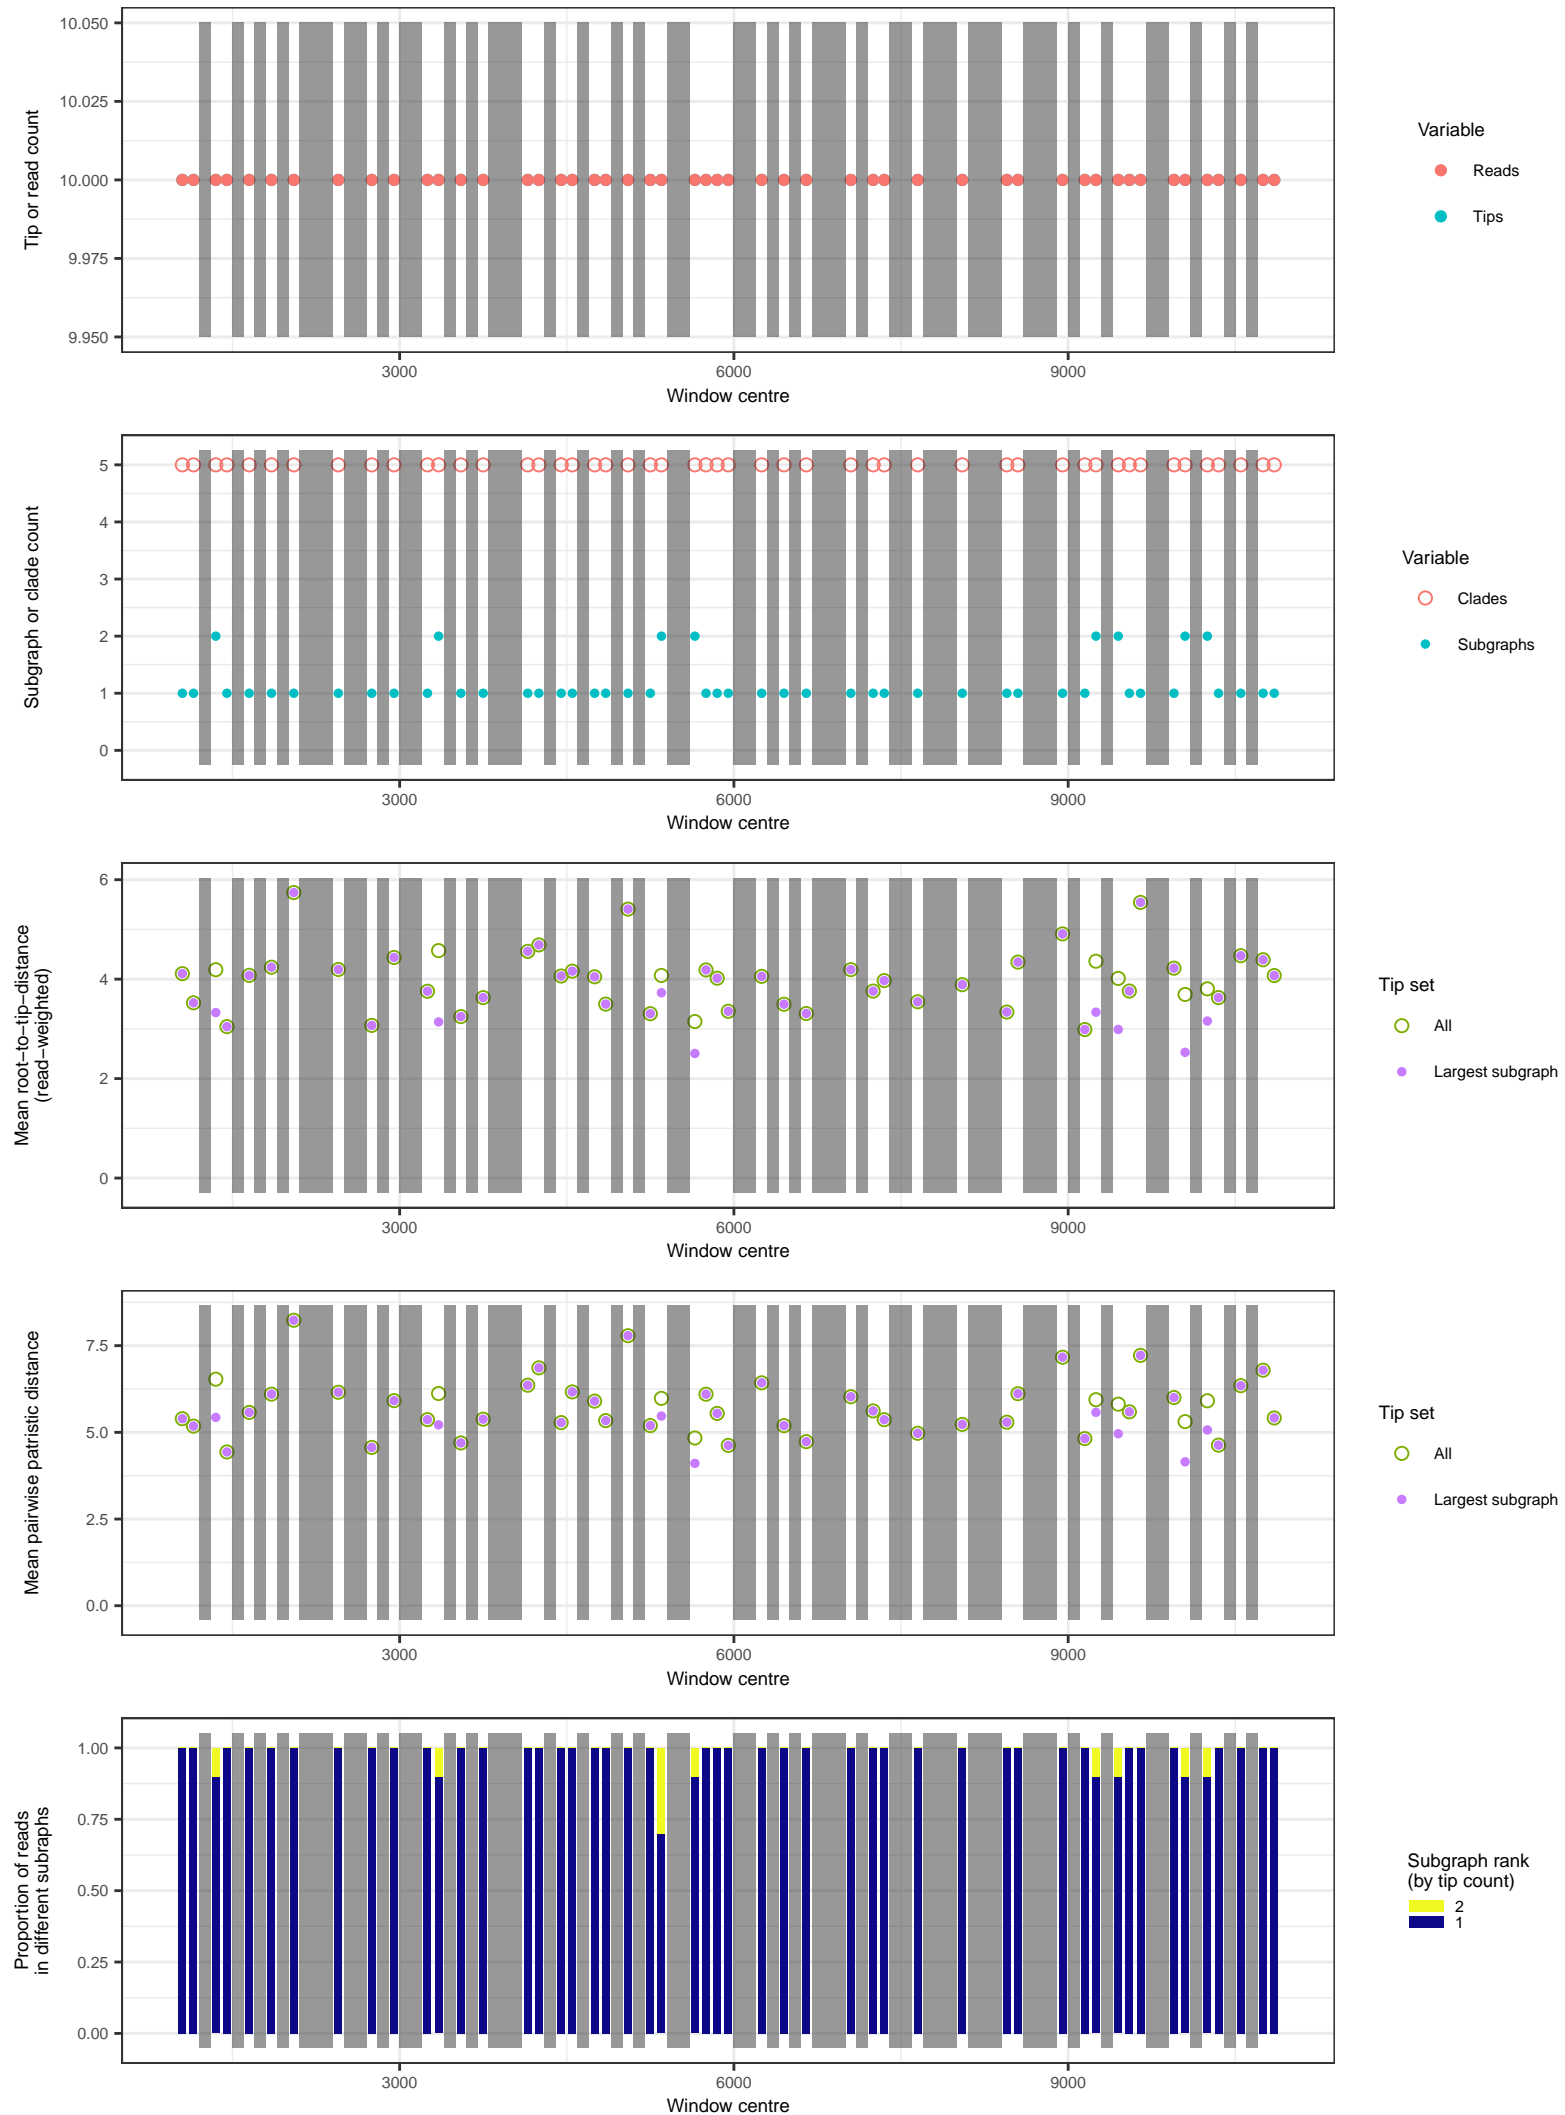 10.050
10.025
10.000
9.975
9.950
Tip or read count
3000
6000
9000
Window centre
Variable
Reads
Tips
5
4
3
2
1
0
Subgraph or clade count
3000
6000
9000
Window centre
Variable
Clades
Subgraphs
6
4
2
0
Mean root−to−tip−distance
(read−weighted)
3000
6000
9000
Window centre
Tip set
All
Largest subgraph
7.5
5.0
2.5
0.0
Mean pairwise patristic distance
3000
6000
9000
Window centre
Tip set
All
Largest subgraph
1.00
0.75
0.50
0.25
0.00
Proportion of reads
in different subraphs
3000
6000
9000
Window centre
Subgraph rank
(by tip count)
2
1